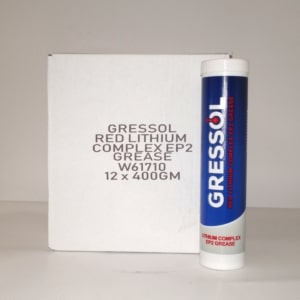 GRESSOL
RED LITHIUM
COMPLEX EP2
GREASE
W61710
12 x 400GM
GRESSOL
LITHIUM COMPLEX
EP2 GREASE